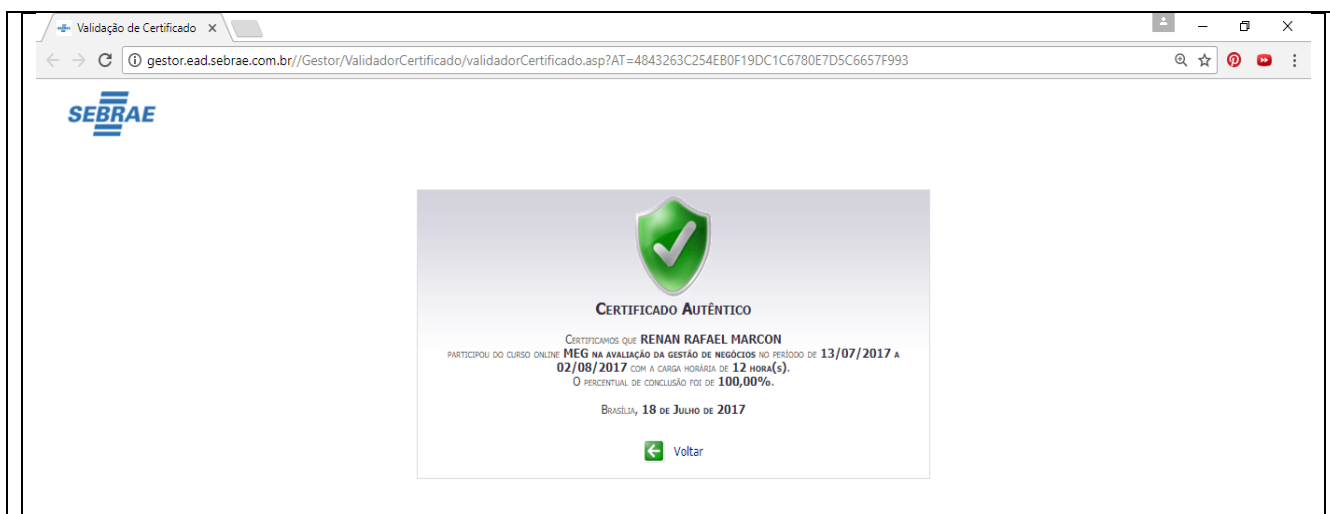 Validação de Certificado
gestor.ead.sebrae.com.br//Gestor/ValidadorCertificado/validadorCertificado.asp?AT=4843263C254EB0F19DC1C6780E7D5C6657F993
SEBRAE
Certificado Autêntico
Certificamos que RENAN RAFAEL MARCON
participou do curso online MEG na avaliação da gestão de negócios no período de 13/07/2017 a
02/08/2017 com a carga horária de 12 hora(s).
O percentual de conclusão foi de 100,00%.
Brasília, 18 de Julho de 2017
Voltar